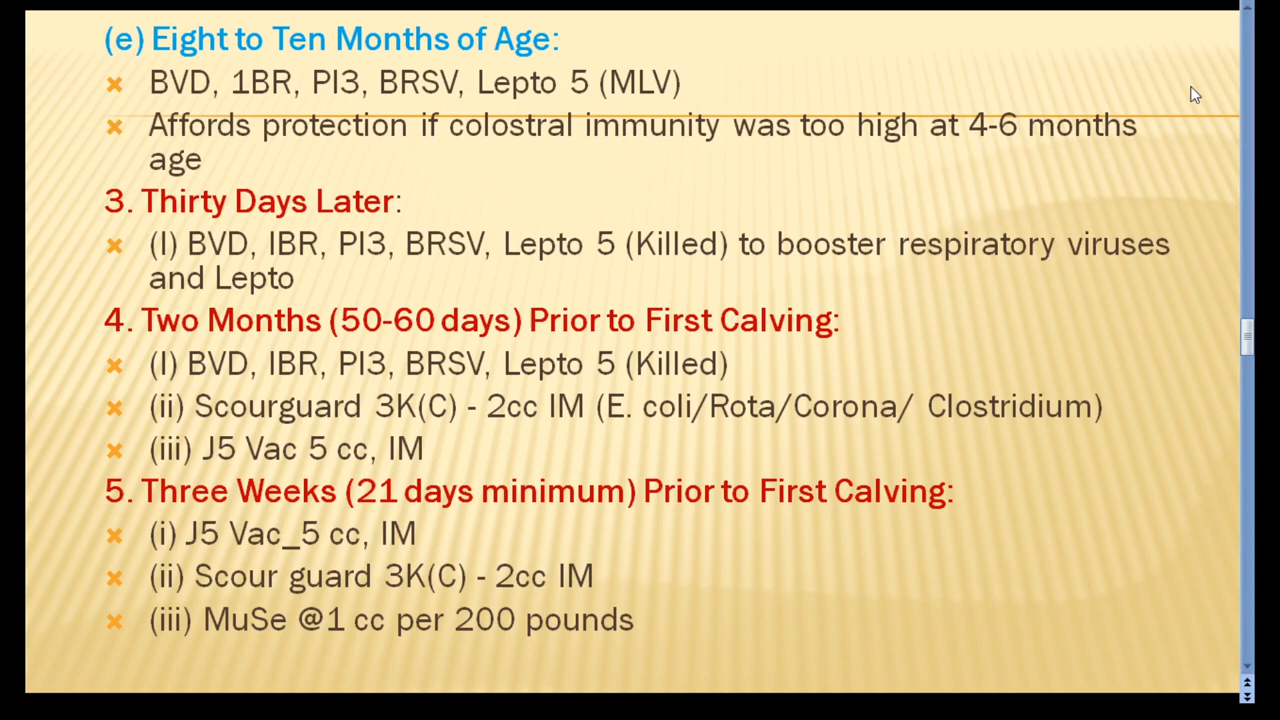 (e) Eight to Ten Months of Age:
BVD, 1BR, PI3, BRSV, Lepto 5 (MLV)
Affords protection if colostral immunity was too high at 4-6 months
age
3. Thirty Days Later:
(I) BVD, IBR, PI3, BRSV, Lepto 5 (Killed) to booster respiratory viruses
and Lepto
4. Two Months (50-60 days) Prior to First Calving:
(I) BVD, IBR, PI3, BRSV, Lepto 5 (Killed)
(ii) Scourguard 3K(C) - 2cc IM (E. coli/Rota/Corona/ Clostridium)
(iii) J5 Vac 5 cc, IM
5. Three Weeks (21 days minimum) Prior to First Calving:
(i) J5 Vac_5 cc, IM
(ii) Scour guard 3K(C) - 2cc IM
(iii) MuSe @1 cc per 200 pounds